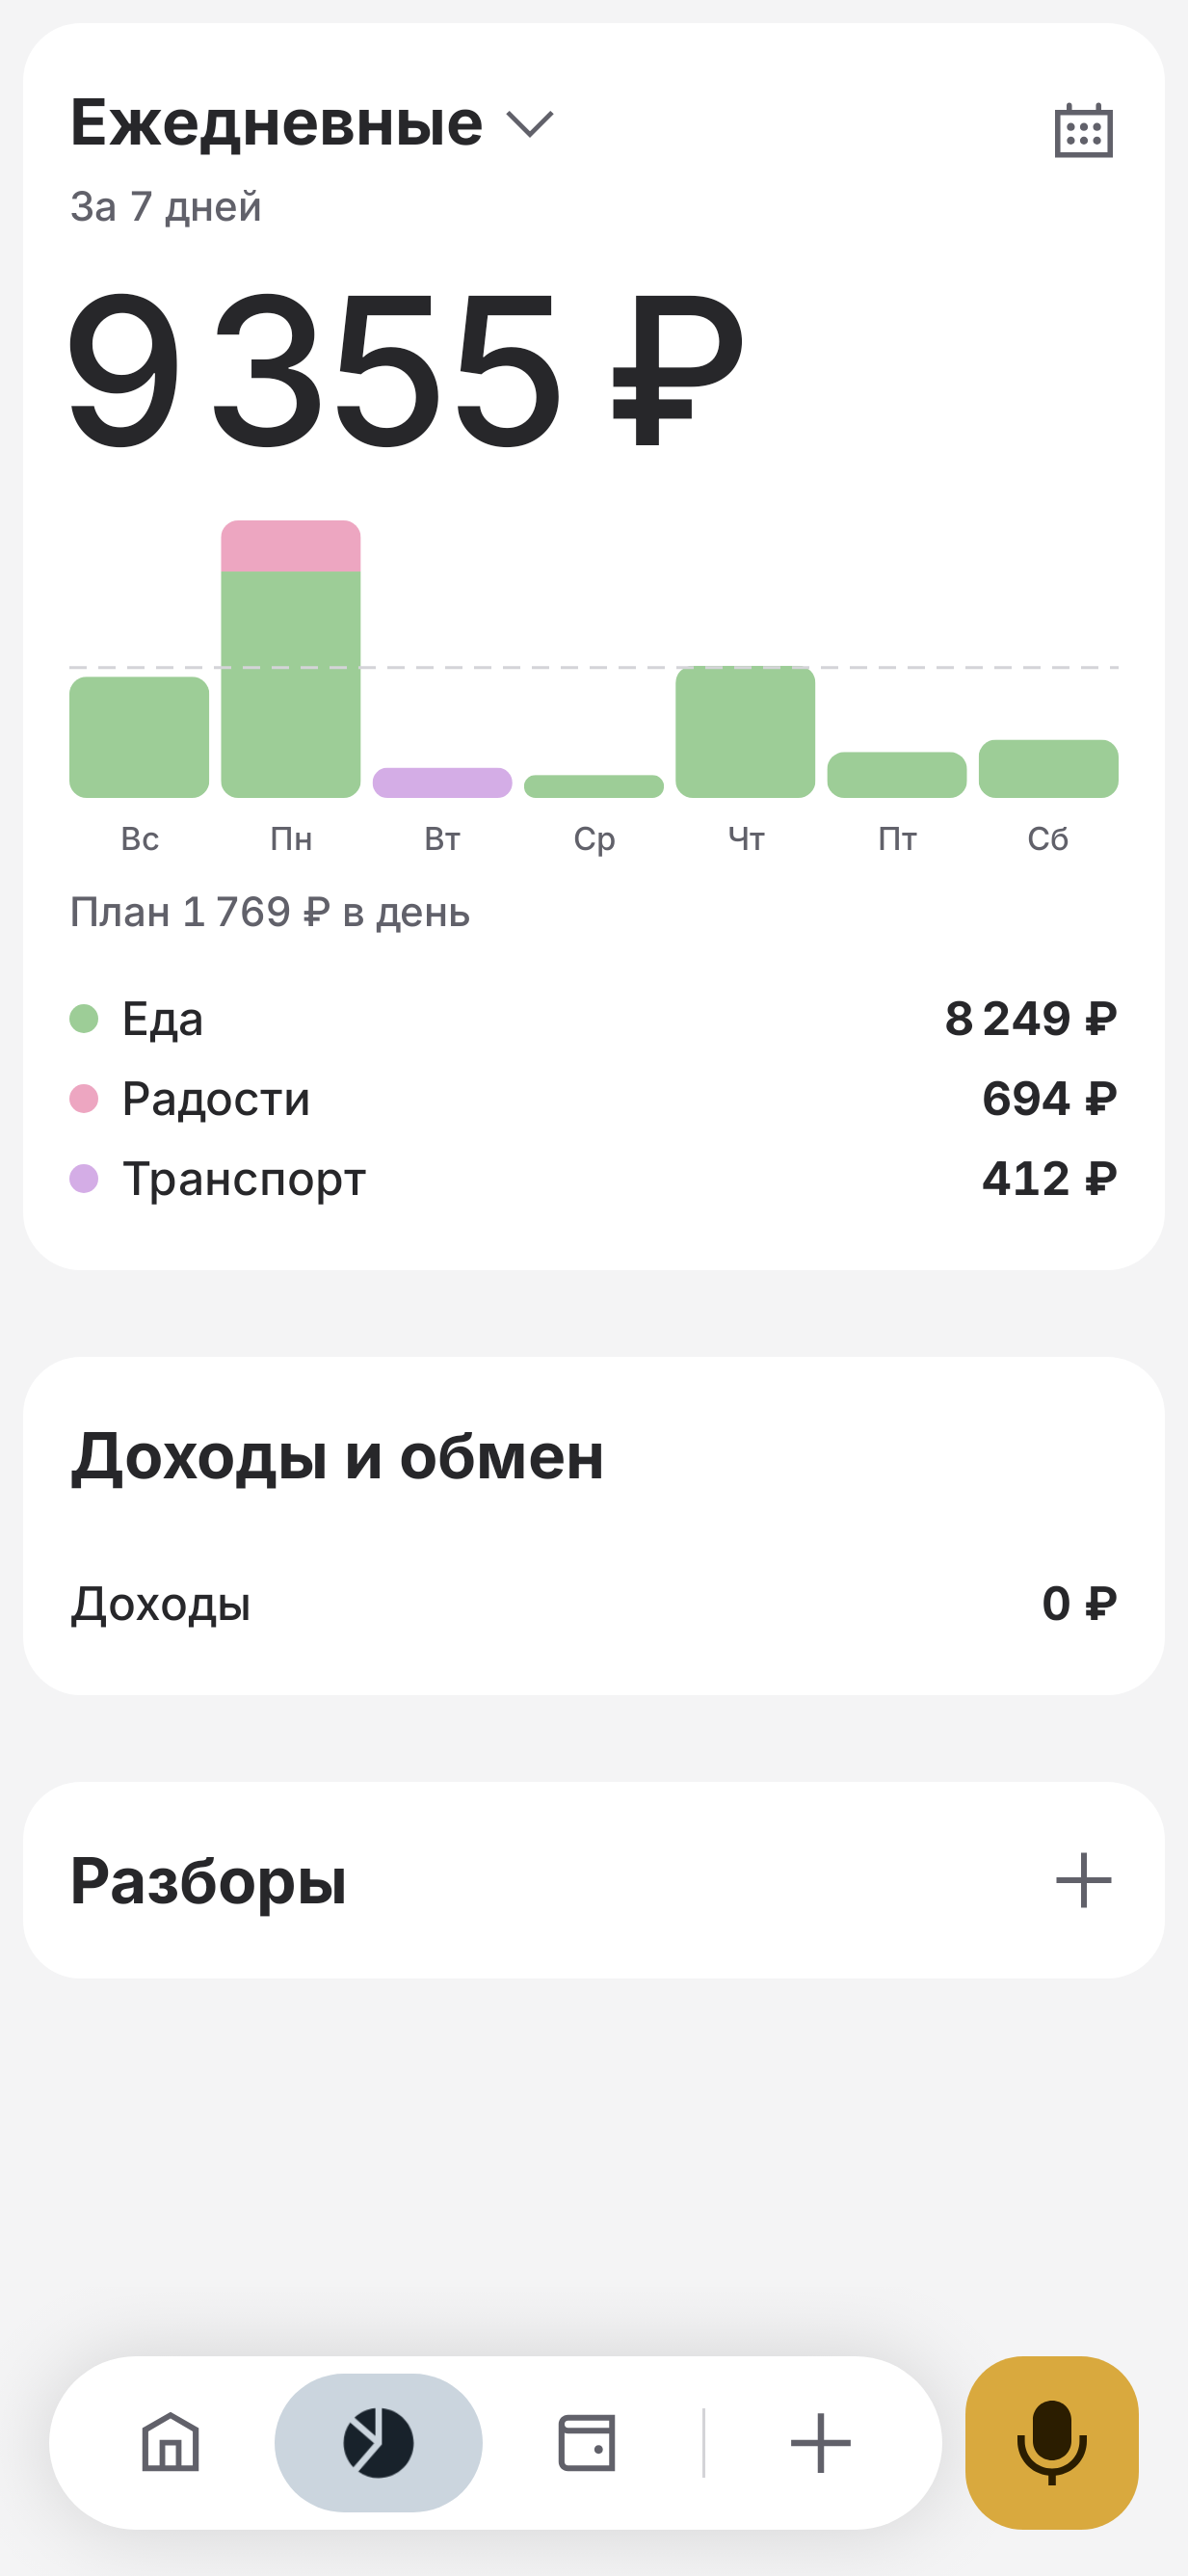 Ежедневные
За 7 дней
9 355 ₽
Вс Пн Вт Ср Чт Пт Сб
План 1 769 ₽ в день
Еда 8 249 ₽
Радости 694 ₽
Транспорт 412 ₽
Доходы и обмен
Доходы 0 ₽
Разборы